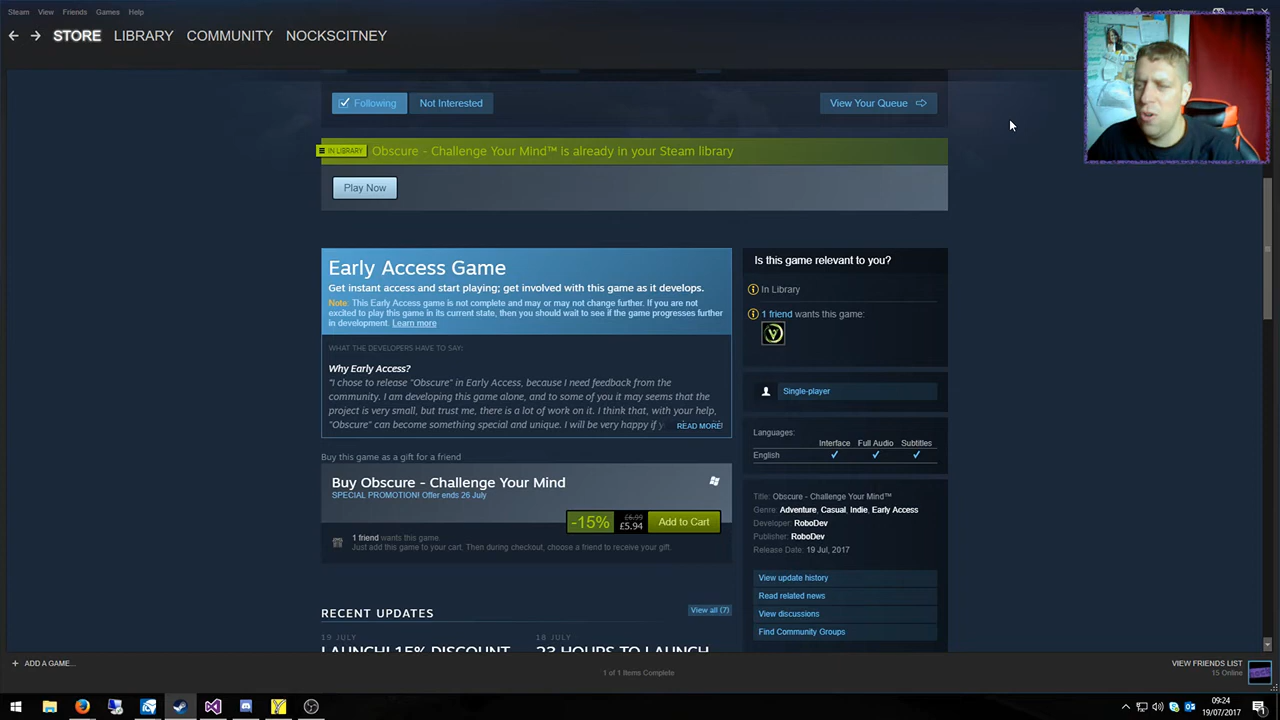 Steam View Friends Games Help
STORE LIBRARY COMMUNITY NOCKSCITNEY
Following Not Interested View Your Queue
IN LIBRARY Obscure - Challenge Your Mind™ is already in your Steam library
Play Now
Early Access Game
Get instant access and start playing; get involved with this game as it develops.
Note: This Early Access game is not complete and may or may not change further. If you are
not excited to play this game in its current state, then you should wait to see if the game progresses further
in development. Learn more
WHAT THE DEVELOPERS HAVE TO SAY:
Why Early Access?
"I chose to release "Obscure" in Early Access, because I need feedback from the
community. I am developing this game alone, and to some of you it may seems that the
project is very small, but trust me, there is a lot of work on it. I think that, with your help,
"Obscure" can become something special and unique. I will be very happy if y READ MORE
Is this game relevant to you?
In Library
1 friend wants this game:
Single-player
Languages:
Interface Full Audio Subtitles
English ✓ ✓ ✓
Buy this game as a gift for a friend
Buy Obscure - Challenge Your Mind
SPECIAL PROMOTION! Offer ends 26 July
-15% £6.99 £5.94 Add to Cart
1 friend wants this game.
Just add this game to your cart. Then during checkout, choose a friend to receive your gift.
Title: Obscure - Challenge Your Mind™
Genre: Adventure, Casual, Indie, Early Access
Developer: RoboDev
Publisher: RoboDev
Release Date: 19 Jul, 2017
View update history
Read related news
View discussions
Find Community Groups
RECENT UPDATES View all (7)
19 JULY 18 JULY
LAUNCH! 15% DISCOUNT 23 HOURS TO LAUNCH
+ ADD A GAME...
1 of 1 Items Complete
VIEW FRIENDS LIST
15 Online
09:24
19/07/2017